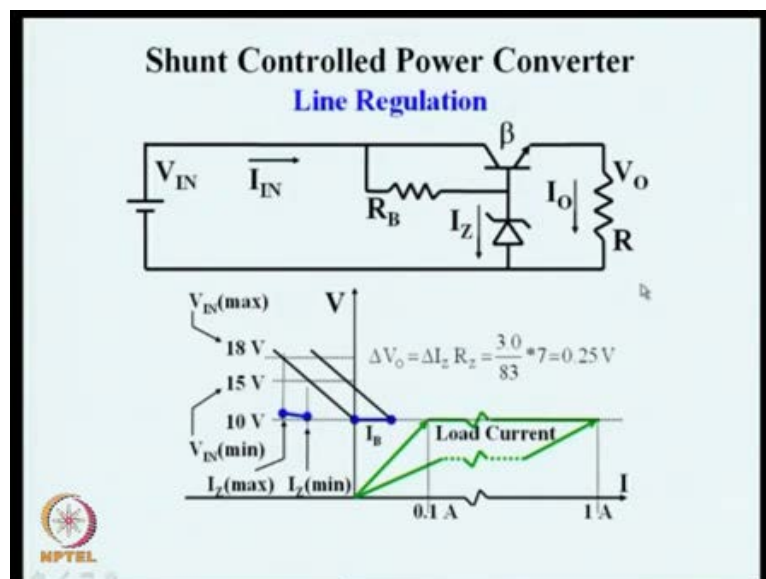 Shunt Controlled Power Converter
Line Regulation
β
V_IN
I_IN
R_B
I_Z
I_O
V_O
R
V_IN(max)
V
18 V
ΔV_O=ΔI_Z R_Z=3.0/83*7=0.25 V
15 V
10 V
I_B
Load Current
V_IN(min)
I_Z(max) I_Z(min)
I
0.1 A
1 A
NPTEL